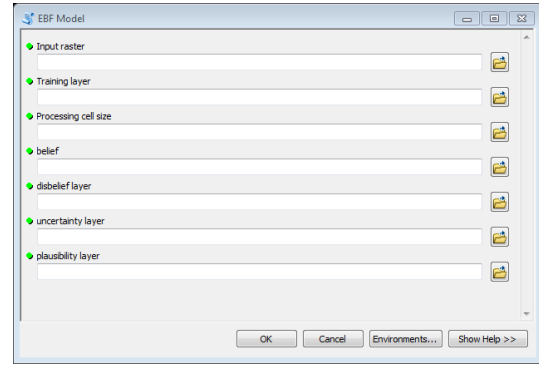 EBF Model
Input raster
Training layer
Processing cell size
belief
disbelief layer
uncertainty layer
plausibility layer
OK Cancel Environments... Show Help >>